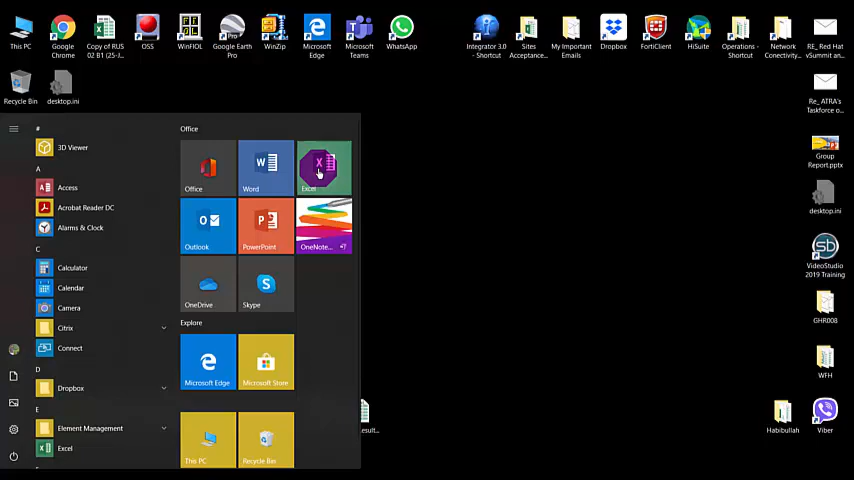 This PC
Google
Chrome
Copy of RUS
02 B1 (25-I...
OSS
WinFIOL
Google Earth
Pro
WinZip
Microsoft
Edge
Microsoft
Teams
WhatsApp
Integrator 3.0
- Shortcut
Sites
Acceptance...
My Important
Emails
Dropbox
FortiClient
HiSuite
Operations -
Shortcut
Network
Conectivity...
RE_ Red Hat
vSummit an...
Recycle Bin
desktop.ini
RE_ ATRA's
Taskforce o...
Group
Report.pptx
desktop.ini
VideoStudio
2019 Training
GHR008
WFH
Habibullah
Viber
esult...
#
3D Viewer
A
Access
Acrobat Reader DC
Alarms & Clock
C
Calculator
Calendar
Camera
Citrix
Connect
D
Dropbox
E
Element Management
Excel
Office
Office
Word
Excel
Outlook
PowerPoint
OneNote...
OneDrive
Skype
Explore
Microsoft Edge
Microsoft Store
This PC
Recycle Bin